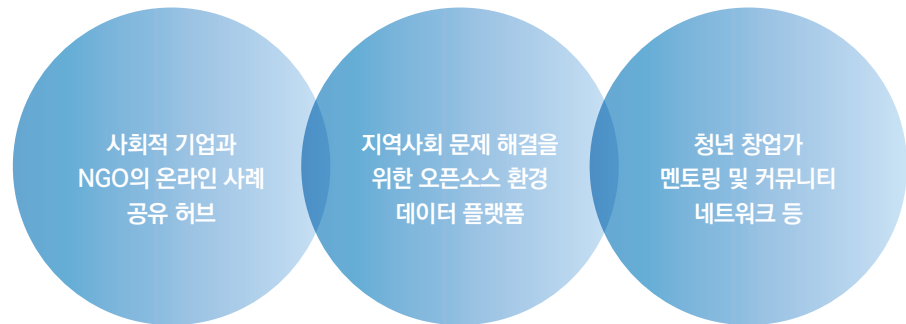 사회적 기업과
NGO의 온라인 사례
공유 허브
지역사회 문제 해결을
위한 오픈소스 환경
데이터 플랫폼
청년 창업가
멘토링 및 커뮤니티
네트워크 등